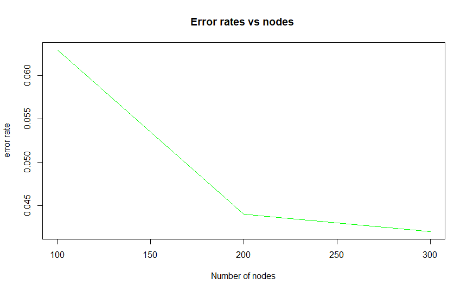 Error rates vs nodes
error rate
0.060
0.055
0.050
0.045
100 150 200 250 300
Number of nodes